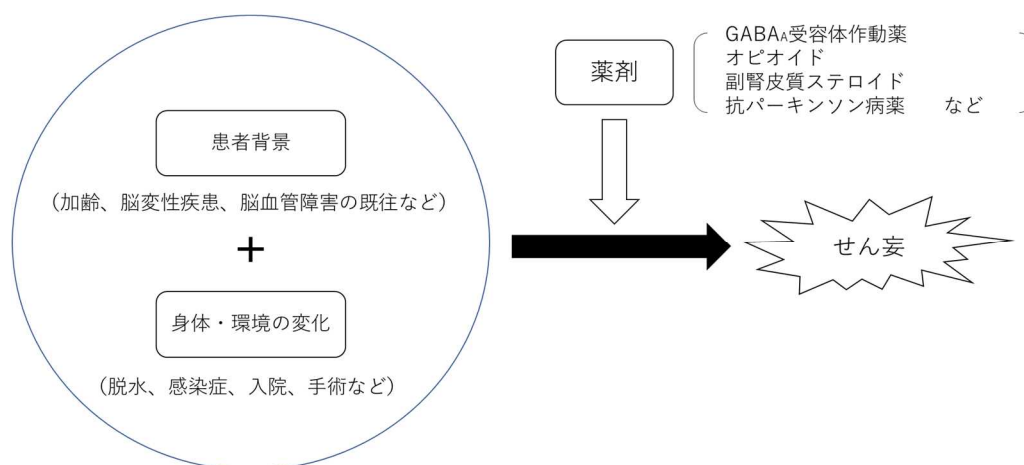 患者背景
（加齢、脳変性疾患、脳血管障害の既往など）
+
身体・環境の変化
（脱水、感染症、入院、手術など）
薬剤
GABAA受容体作動薬
オピオイド
副腎皮質ステロイド
抗パーキンソン病薬　など
せん妄